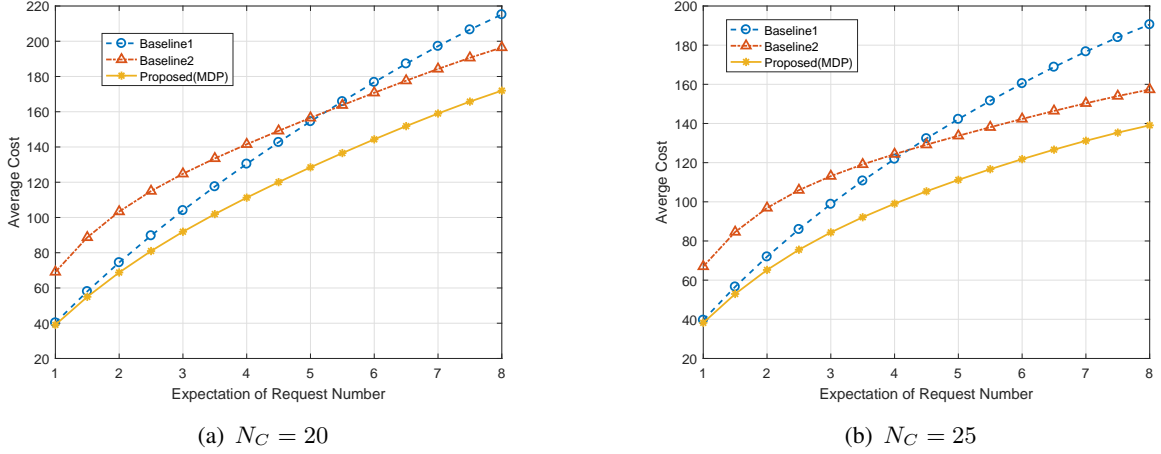 220
200
180
160
140
120
100
80
60
40
20
Average Cost
Baseline1
Baseline2
Proposed(MDP)
1 2 3 4 5 6 7 8
Expectation of Request Number
(a) N_C = 20
200
180
160
140
120
100
80
60
40
20
Averge Cost
Baseline1
Baseline2
Proposed(MDP)
1 2 3 4 5 6 7 8
Expectation of Request Number
(b) N_C = 25